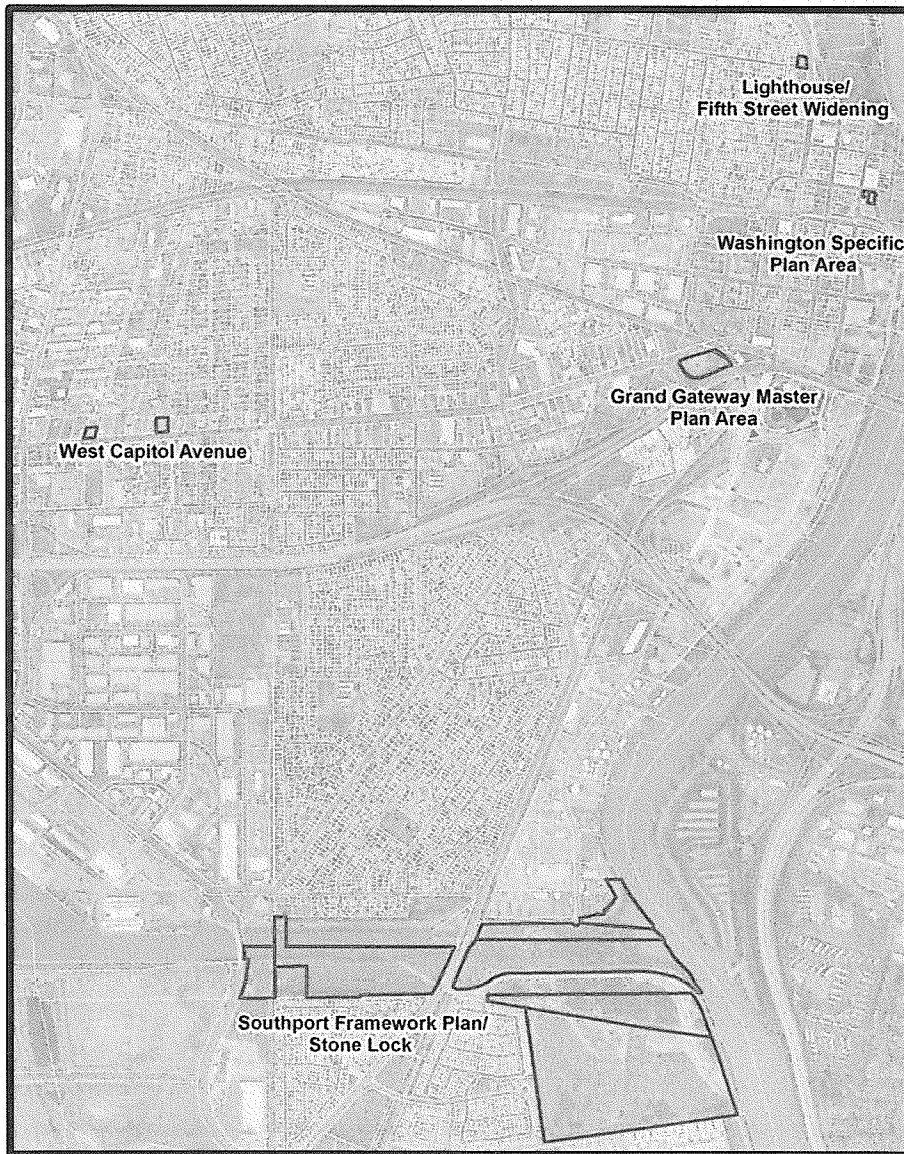 Lighthouse/
Fifth Street Widening
Washington Specific
Plan Area
Grand Gateway Master
Plan Area
West Capitol Avenue
Southport Framework Plan/
Stone Lock